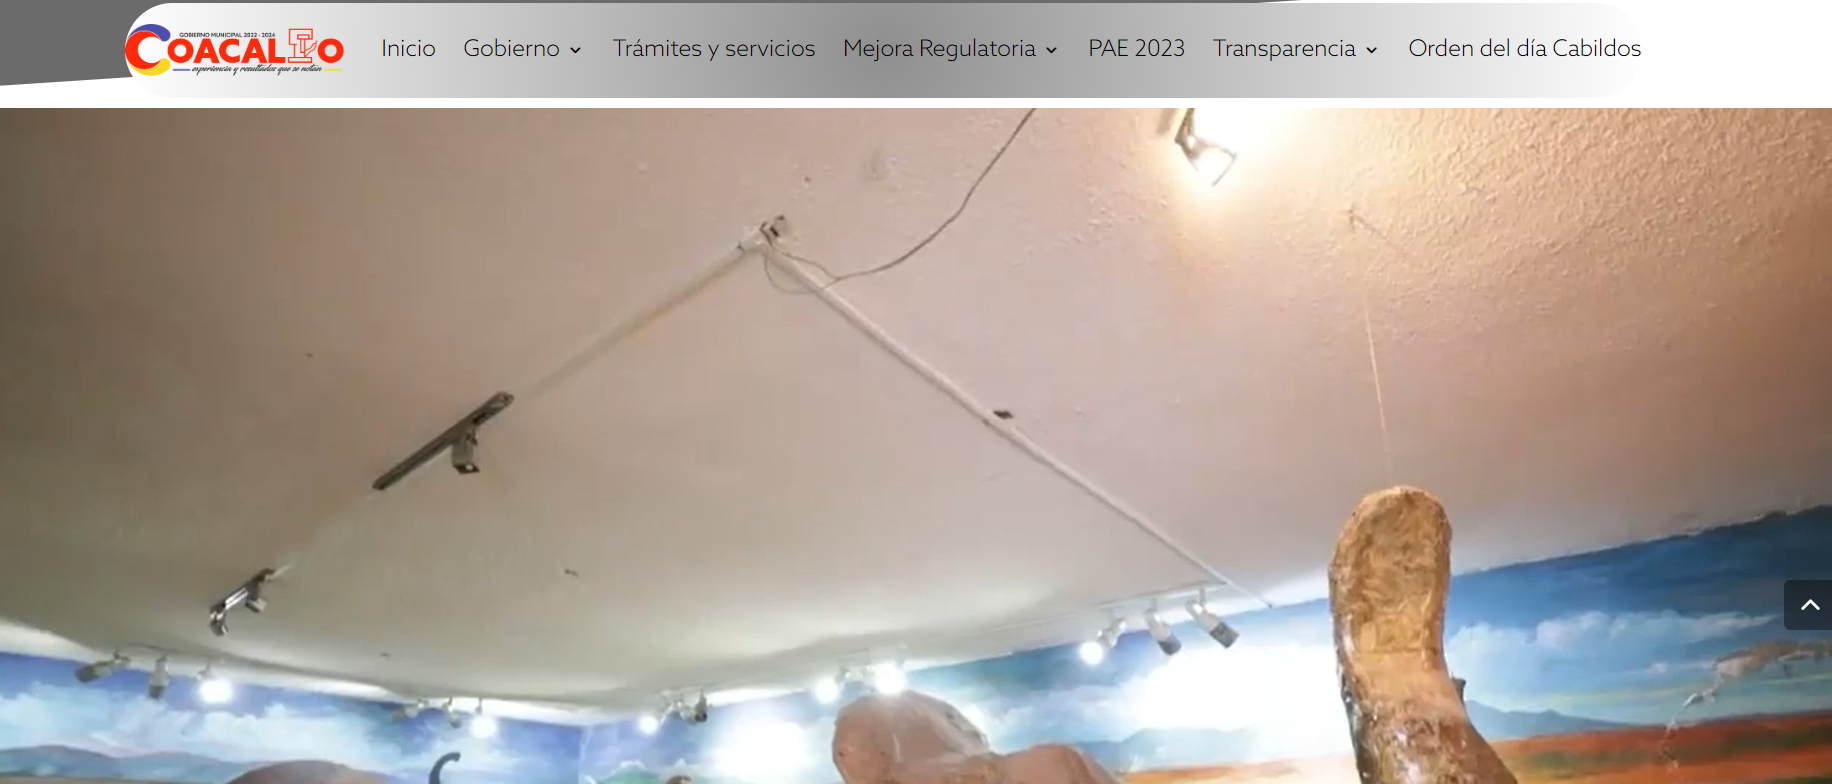 GOBIERNO MUNICIPAL 2022 - 2024
COACALCO
experiencia y resultados que se notan
Inicio
Gobierno
Trámites y servicios
Mejora Regulatoria
PAE 2023
Transparencia
Orden del día Cabildos